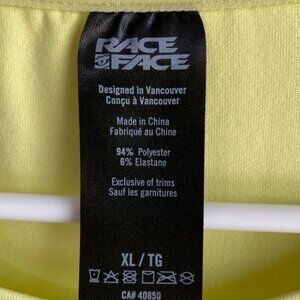 RACE
FACE
Designed in Vancouver
Conçu à Vancouver
Made in China
Fabriqué au Chine
94% Polyester
6% Elastane
Exclusive of trims
Sauf les garnitures
XL / TG
CA# 40850